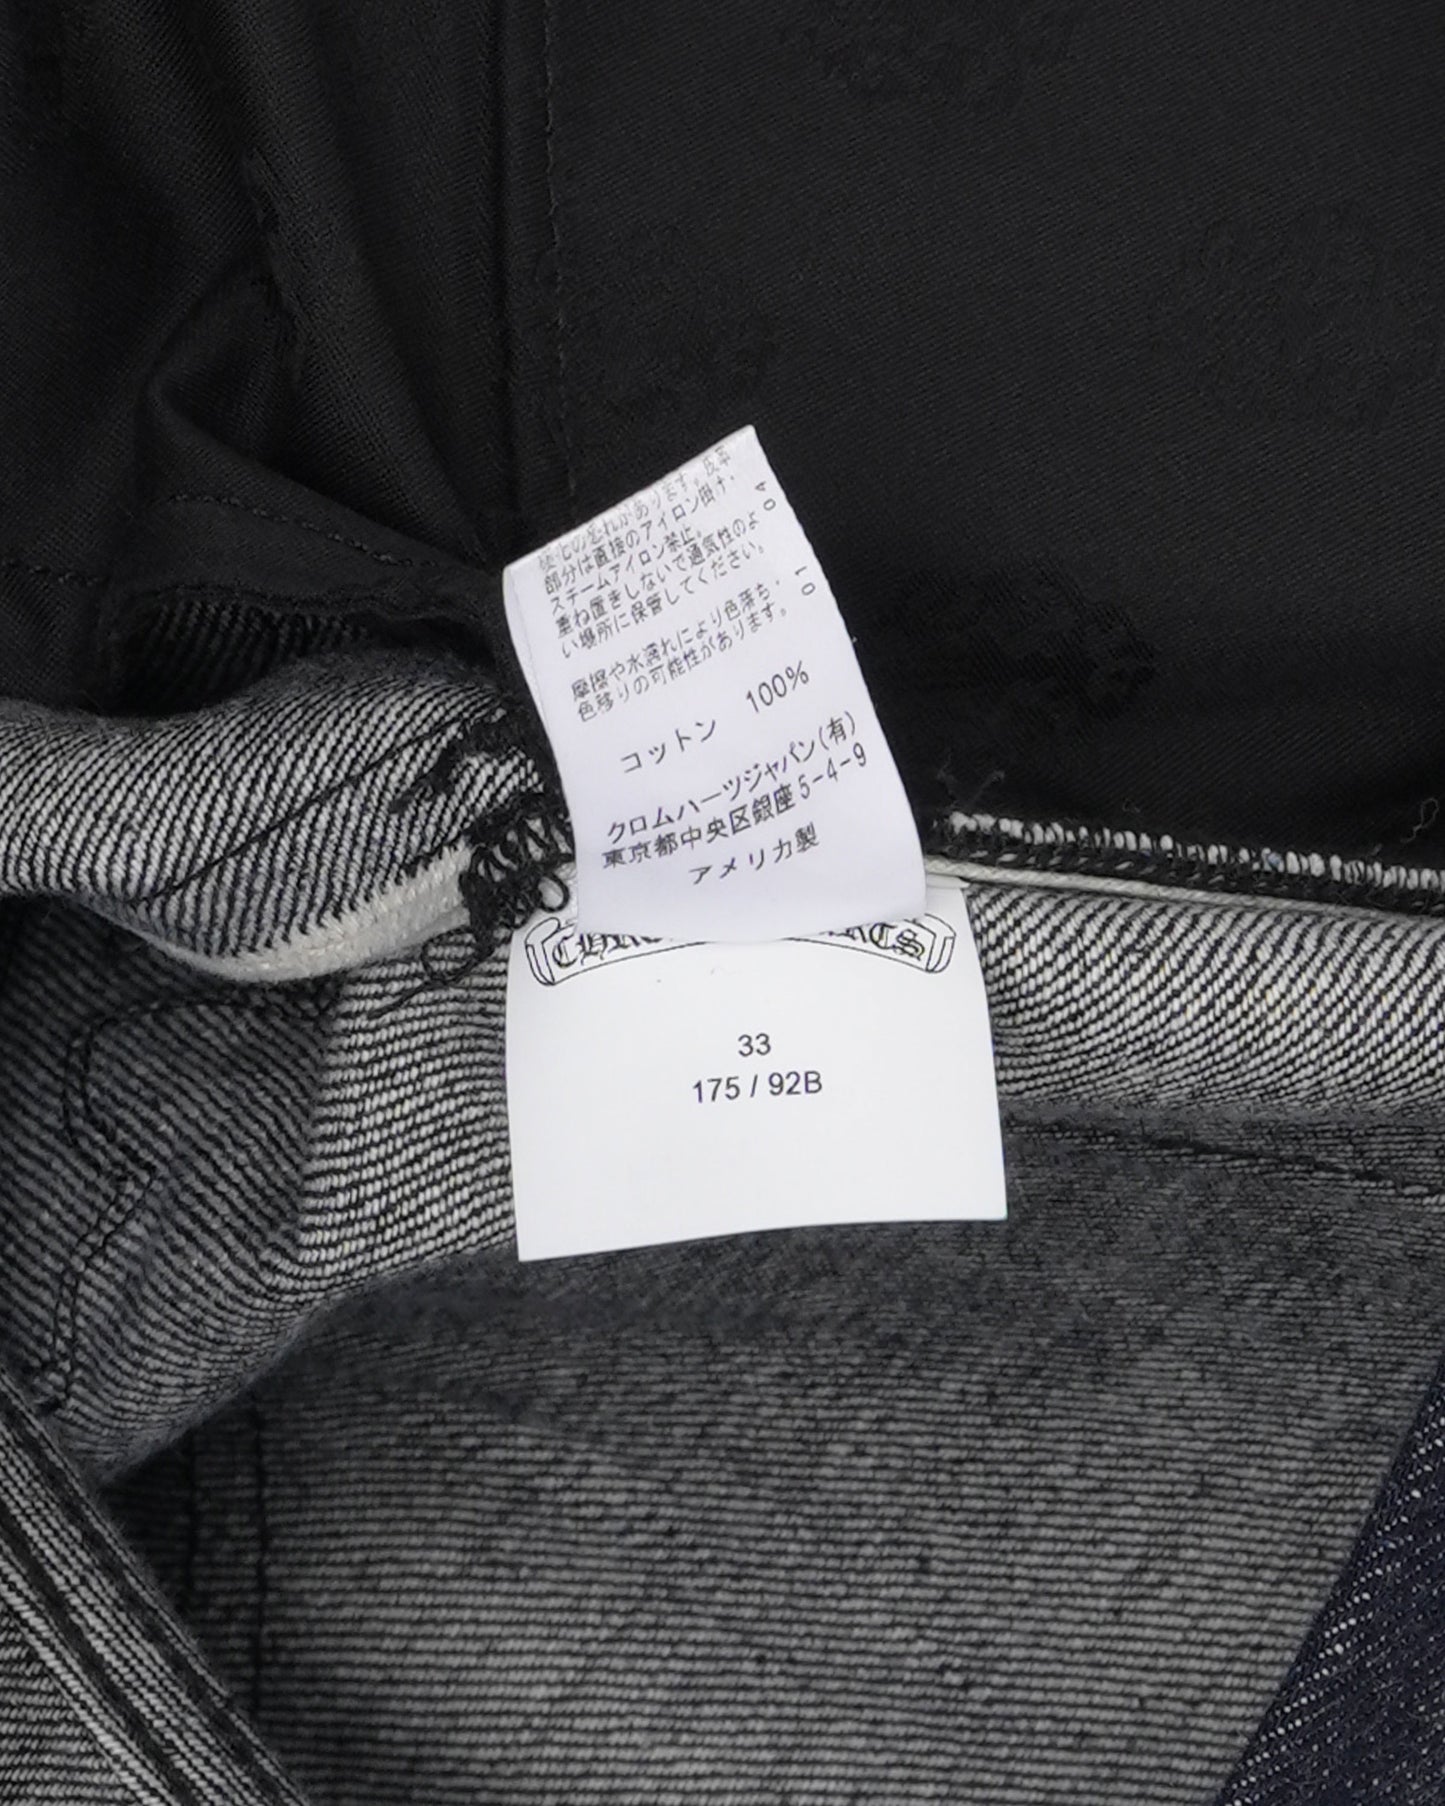 硬化の恐れがあります。皮革
部分は直接のアイロン掛け・
スチームアイロン禁止。
重ね置きしないで通気性のよ
い場所に保管してください。
04
摩擦や水濡れにより色落ち・
色移りの可能性があります。
01
コットン 100%
クロムハーツジャパン(有)
東京都中央区銀座5-4-9
アメリカ製
33
175 / 92B